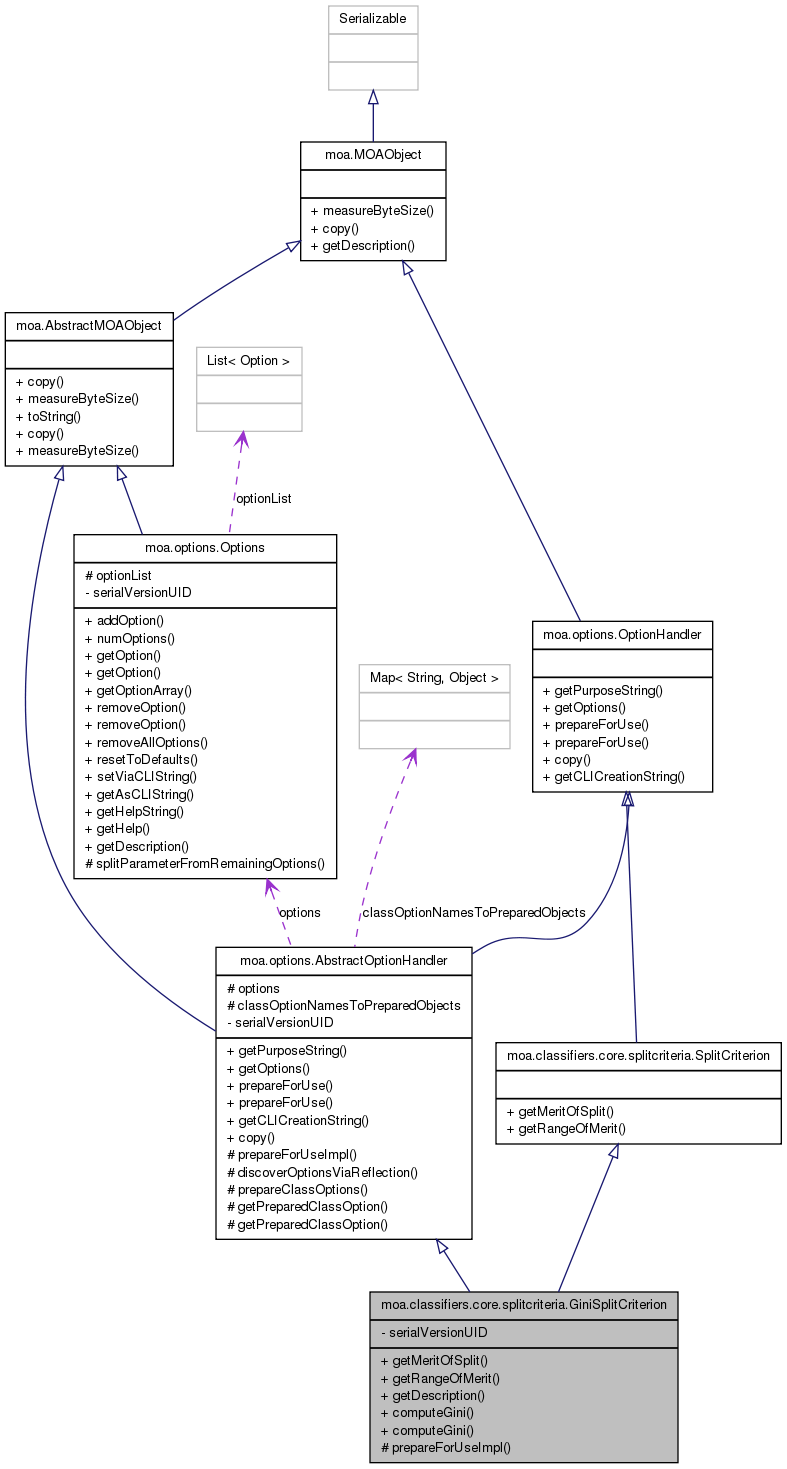 Serializable
moa.MOAObject
+ measureByteSize()
+ copy()
+ getDescription()
moa.AbstractMOAObject
+ copy()
+ measureByteSize()
+ toString()
+ copy()
+ measureByteSize()
List< Option >
optionList
moa.options.Options
# optionList
- serialVersionUID
+ addOption()
+ numOptions()
+ getOption()
+ getOption()
+ getOptionArray()
+ removeOption()
+ removeOption()
+ removeAllOptions()
+ resetToDefaults()
+ setViaCLIString()
+ getAsCLIString()
+ getHelpString()
+ getHelp()
+ getDescription()
# splitParameterFromRemainingOptions()
moa.options.OptionHandler
+ getPurposeString()
+ getOptions()
+ prepareForUse()
+ prepareForUse()
+ copy()
+ getCLICreationString()
Map< String, Object >
options
classOptionNamesToPreparedObjects
moa.options.AbstractOptionHandler
# options
# classOptionNamesToPreparedObjects
- serialVersionUID
+ getPurposeString()
+ getOptions()
+ prepareForUse()
+ prepareForUse()
+ getCLICreationString()
+ copy()
# prepareForUseImpl()
# discoverOptionsViaReflection()
# prepareClassOptions()
# getPreparedClassOption()
# getPreparedClassOption()
moa.classifiers.core.splitcriteria.SplitCriterion
+ getMeritOfSplit()
+ getRangeOfMerit()
moa.classifiers.core.splitcriteria.GiniSplitCriterion
- serialVersionUID
+ getMeritOfSplit()
+ getRangeOfMerit()
+ getDescription()
+ computeGini()
+ computeGini()
# prepareForUseImpl()